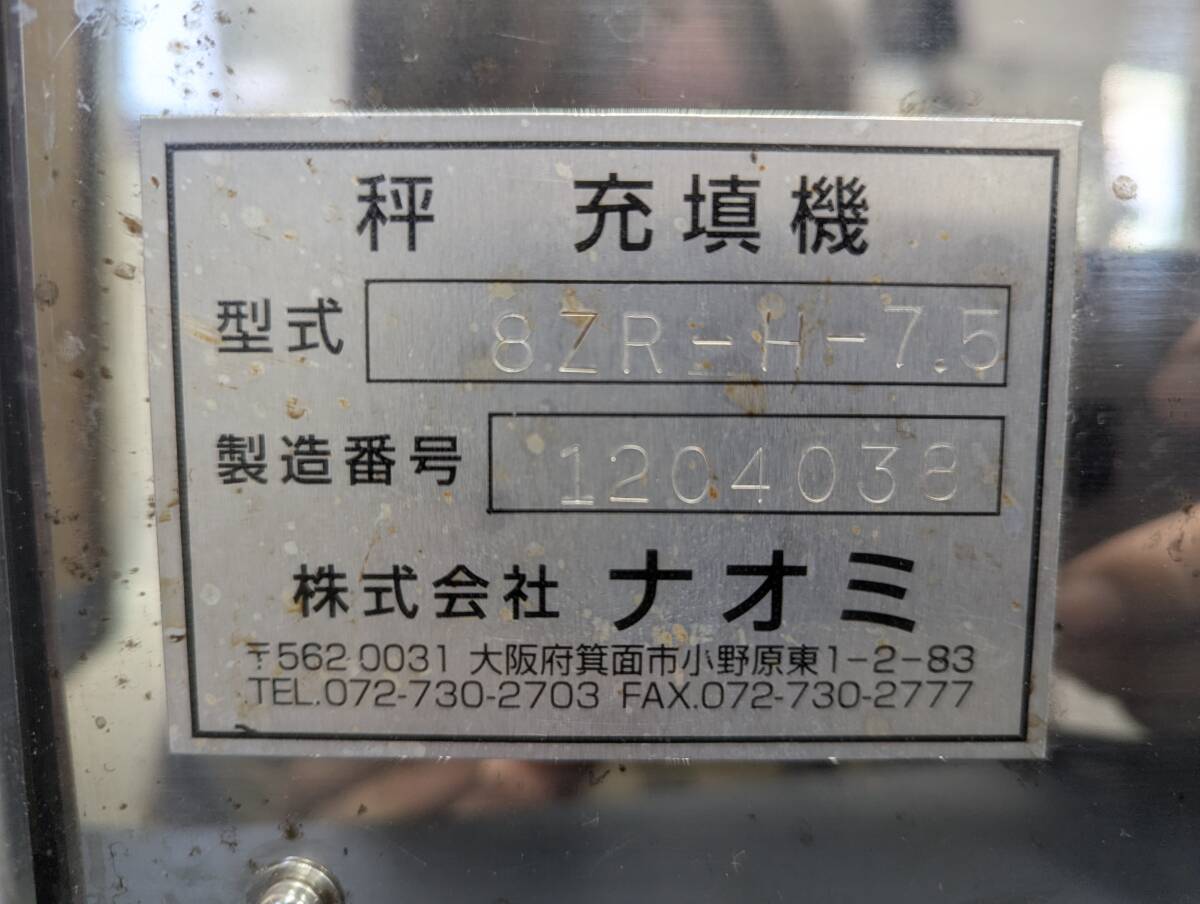 秤 充填機
型式 8ZR-H-7.5
製造番号 1204038
株式会社 ナオミ
〒562-0031 大阪府箕面市小野原東1-2-83
TEL.072-730-2703 FAX.072-730-2777